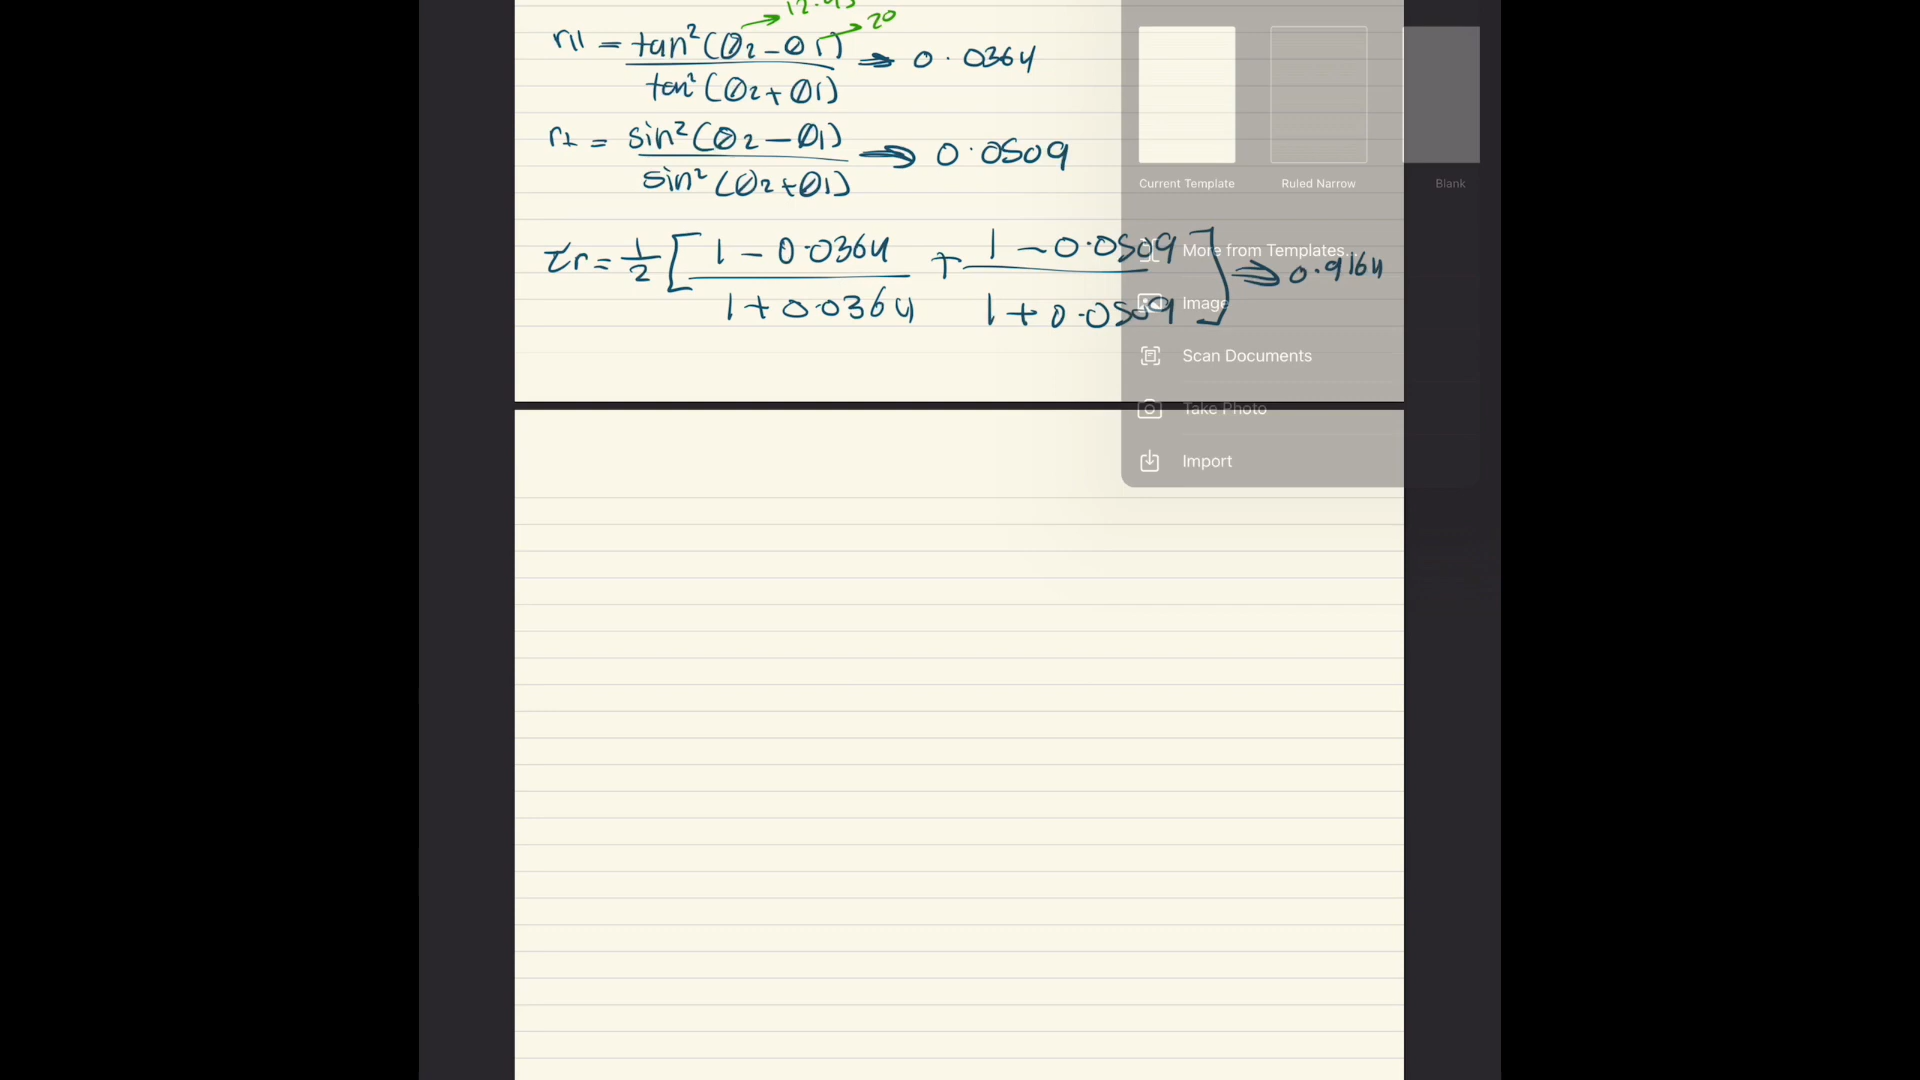 20
r|| = tan²(θ2 - θ1) / tan²(θ2 + θ1) ⇒ 0.0364
r⊥ = sin²(θ2 - θ1) / sin²(θ2 + θ1) ⇒ 0.0509
τr = 1/2 [ 1 - 0.0364 / 1 + 0.0364 + 1 - 0.0509 / 1 + 0.0509 ] ⇒ 0.9164
Current Template
Ruled Narrow
Blank
More from Templates...
Image
Scan Documents
Take Photo
Import